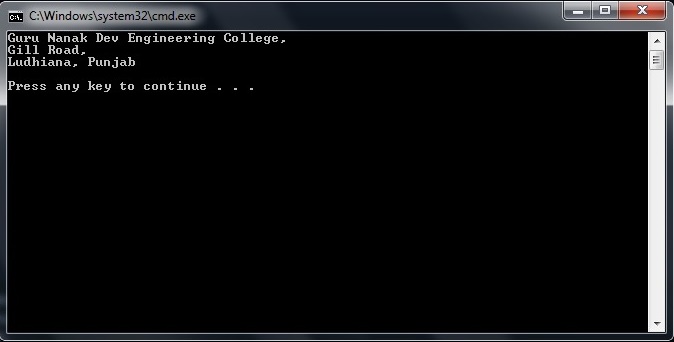 C:\Windows\system32\cmd.exe
Guru Nanak Dev Engineering College,
Gill Road,
Ludhiana, Punjab
Press any key to continue . . .